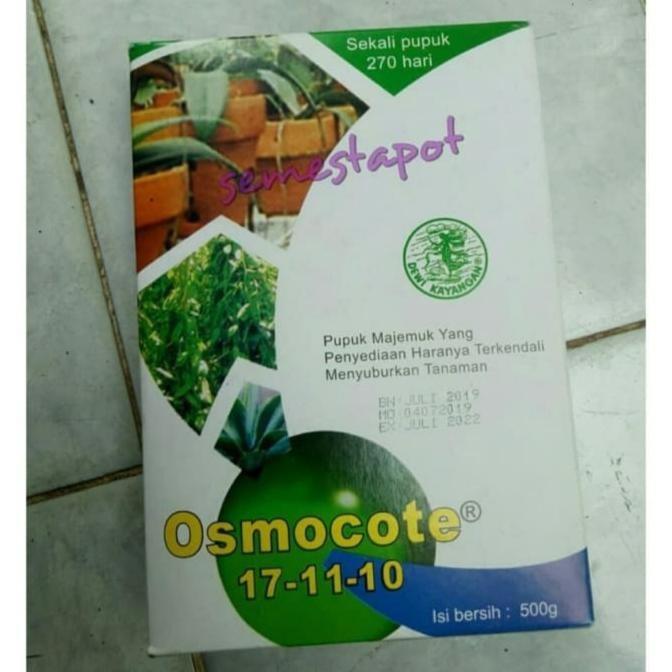 Sekali pupuk
270 hari
semestapot
DEWI KAYANGAN®
Pupuk Majemuk Yang
Penyediaan Haranya Terkendali
Menyuburkan Tanaman
BN JULI 2019
MO 04072019
EX JULI 2022
Osmocote®
17-11-10
Isi bersih : 500g